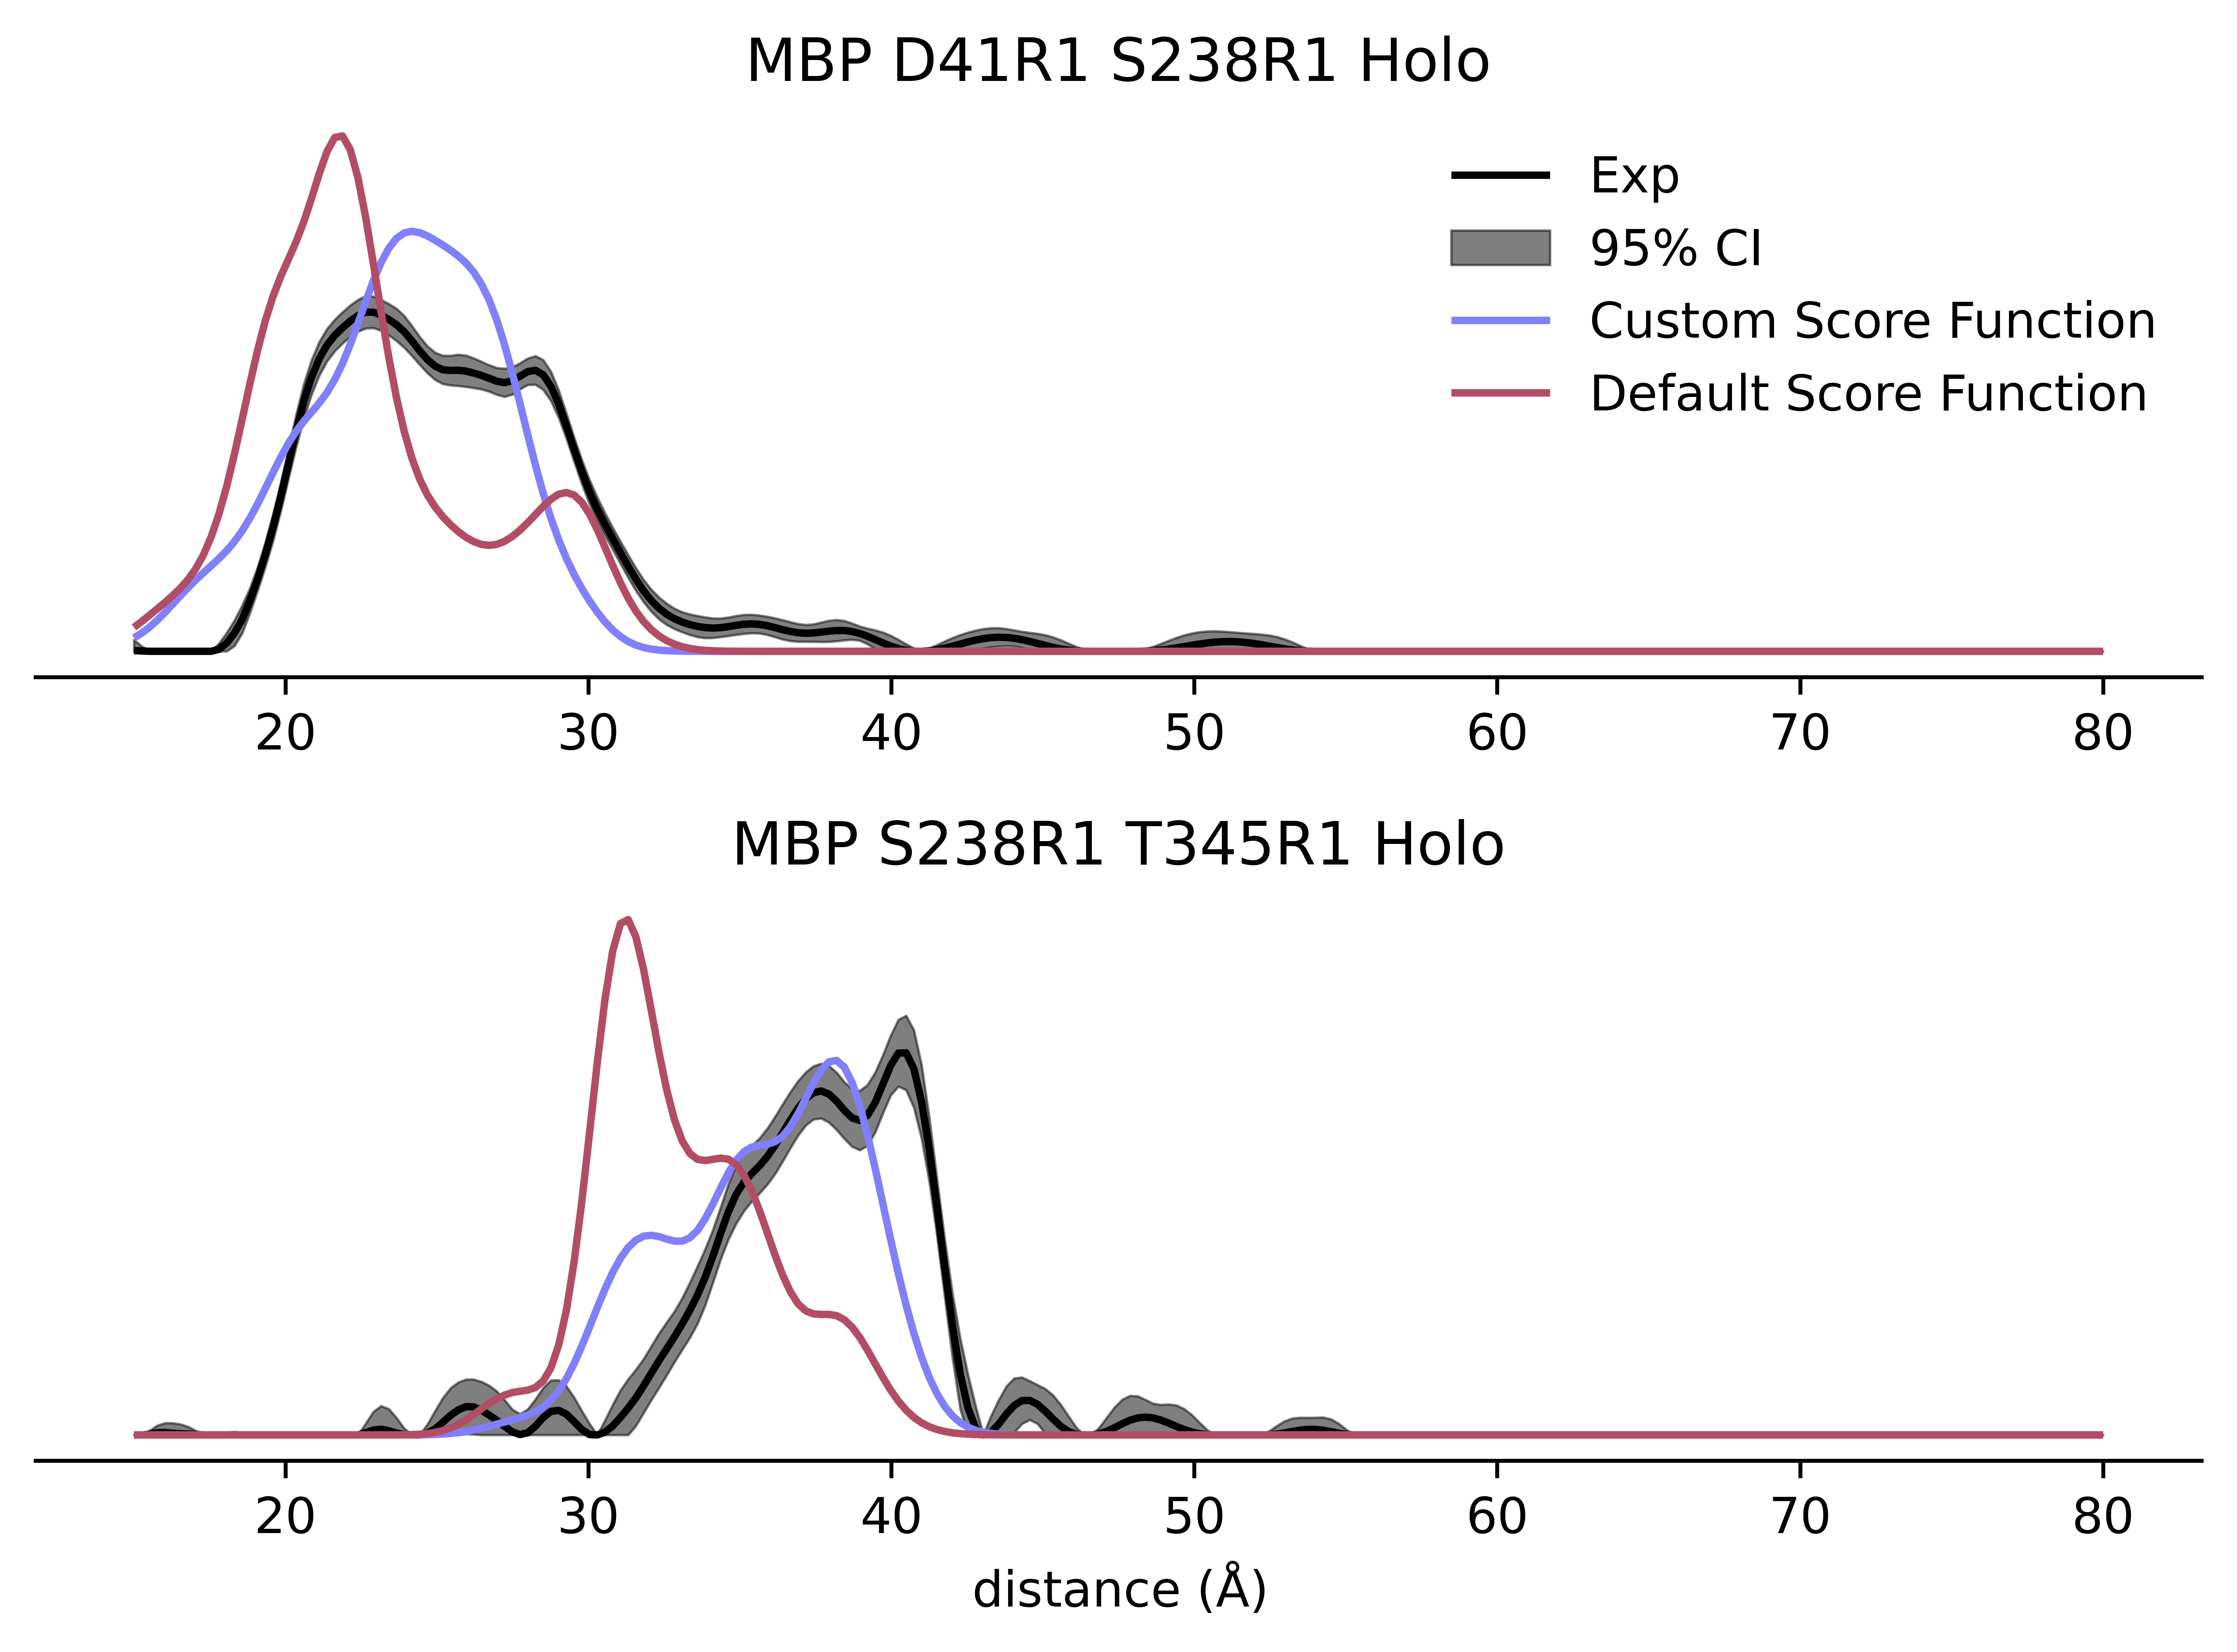 MBP D41R1 S238R1 Holo
Exp
95% CI
Custom Score Function
Default Score Function
20 30 40 50 60 70 80
MBP S238R1 T345R1 Holo
20 30 40 50 60 70 80
distance (Å)